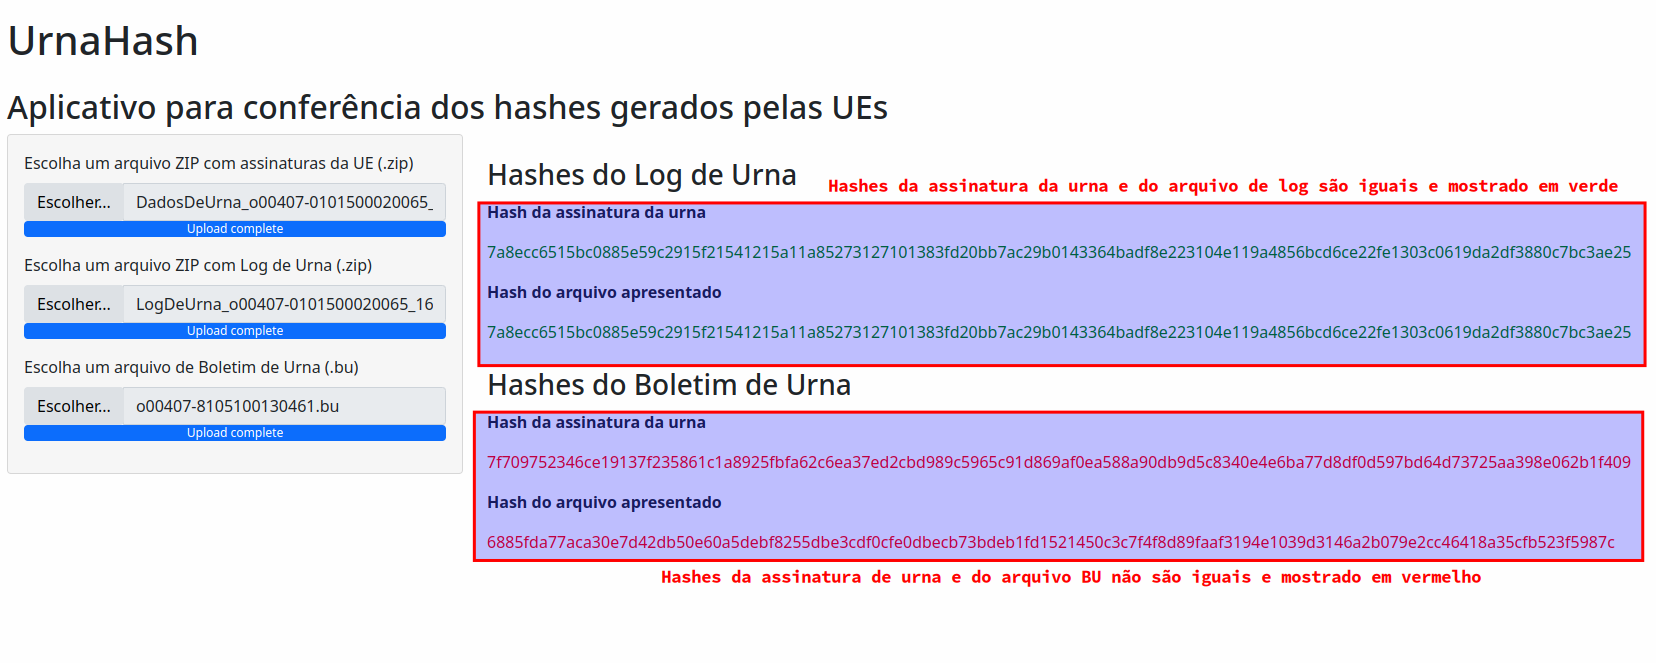 UrnaHash
Aplicativo para conferência dos hashes gerados pelas UEs
Escolha um arquivo ZIP com assinaturas da UE (.zip)
Escolher... DadosDeUrna_o00407-0101500020065_
Upload complete
Escolha um arquivo ZIP com Log de Urna (.zip)
Escolher... LogDeUrna_o00407-0101500020065_16
Upload complete
Escolha um arquivo de Boletim de Urna (.bu)
Escolher... o00407-8105100130461.bu
Upload complete
Hashes do Log de Urna
Hashes da assinatura da urna e do arquivo de log são iguais e mostrado em verde
Hash da assinatura da urna
7a8ecc6515bc0885e59c2915f21541215a11a85273127101383fd20bb7ac29b0143364badf8e223104e119a4856bcd6ce22fe1303c0619da2df3880c7bc3ae25
Hash do arquivo apresentado
7a8ecc6515bc0885e59c2915f21541215a11a85273127101383fd20bb7ac29b0143364badf8e223104e119a4856bcd6ce22fe1303c0619da2df3880c7bc3ae25
Hashes do Boletim de Urna
Hash da assinatura da urna
7f709752346ce19137f235861c1a8925fbfa62c6ea37ed2cbd989c5965c91d869af0ea588a90db9d5c8340e4e6ba77d8df0d597bd64d73725aa398e062b1f409
Hash do arquivo apresentado
6885fda77aca30e7d42db50e60a5debf8255dbe3cdf0cfe0dbecb73bdeb1fd1521450c3c7f4f8d89faaf3194e1039d3146a2b079e2cc46418a35cfb523f5987c
Hashes da assinatura de urna e do arquivo BU não são iguais e mostrado em vermelho